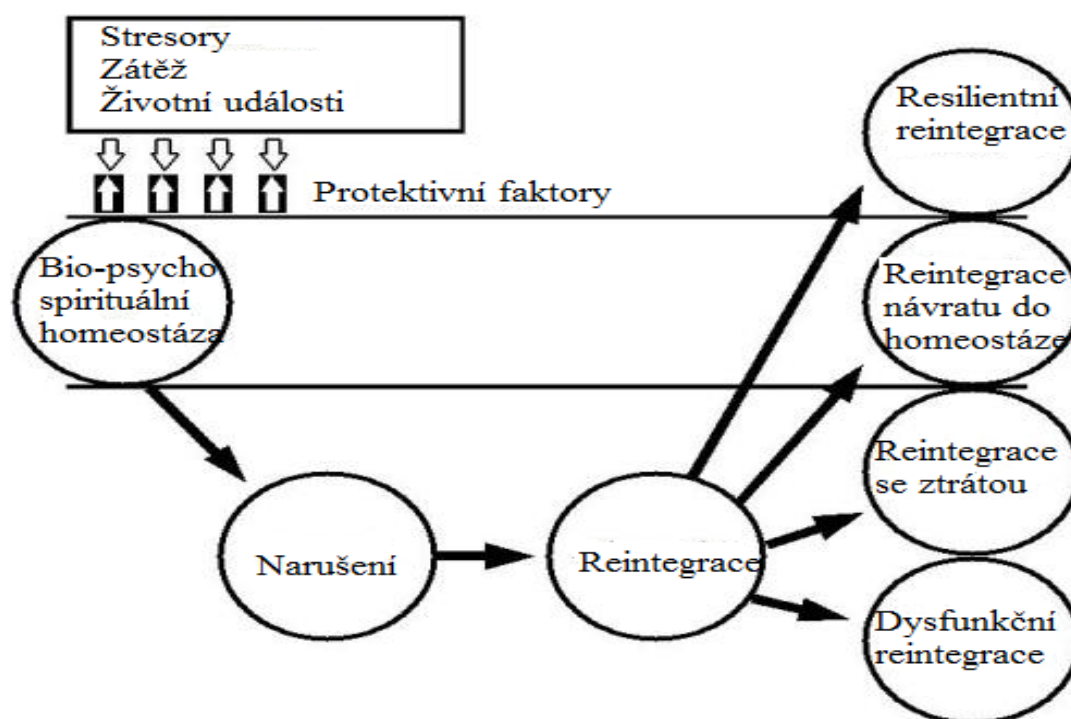 Stresory
Zátěž
Životní události
Protektivní faktory
Bio-psycho
spirituální
homeostáza
Narušení
Reintegrace
Resilientní
reintegrace
Reintegrace
návratu do
homeostáze
Reintegrace
se ztrátou
Dysfunkční
reintegrace